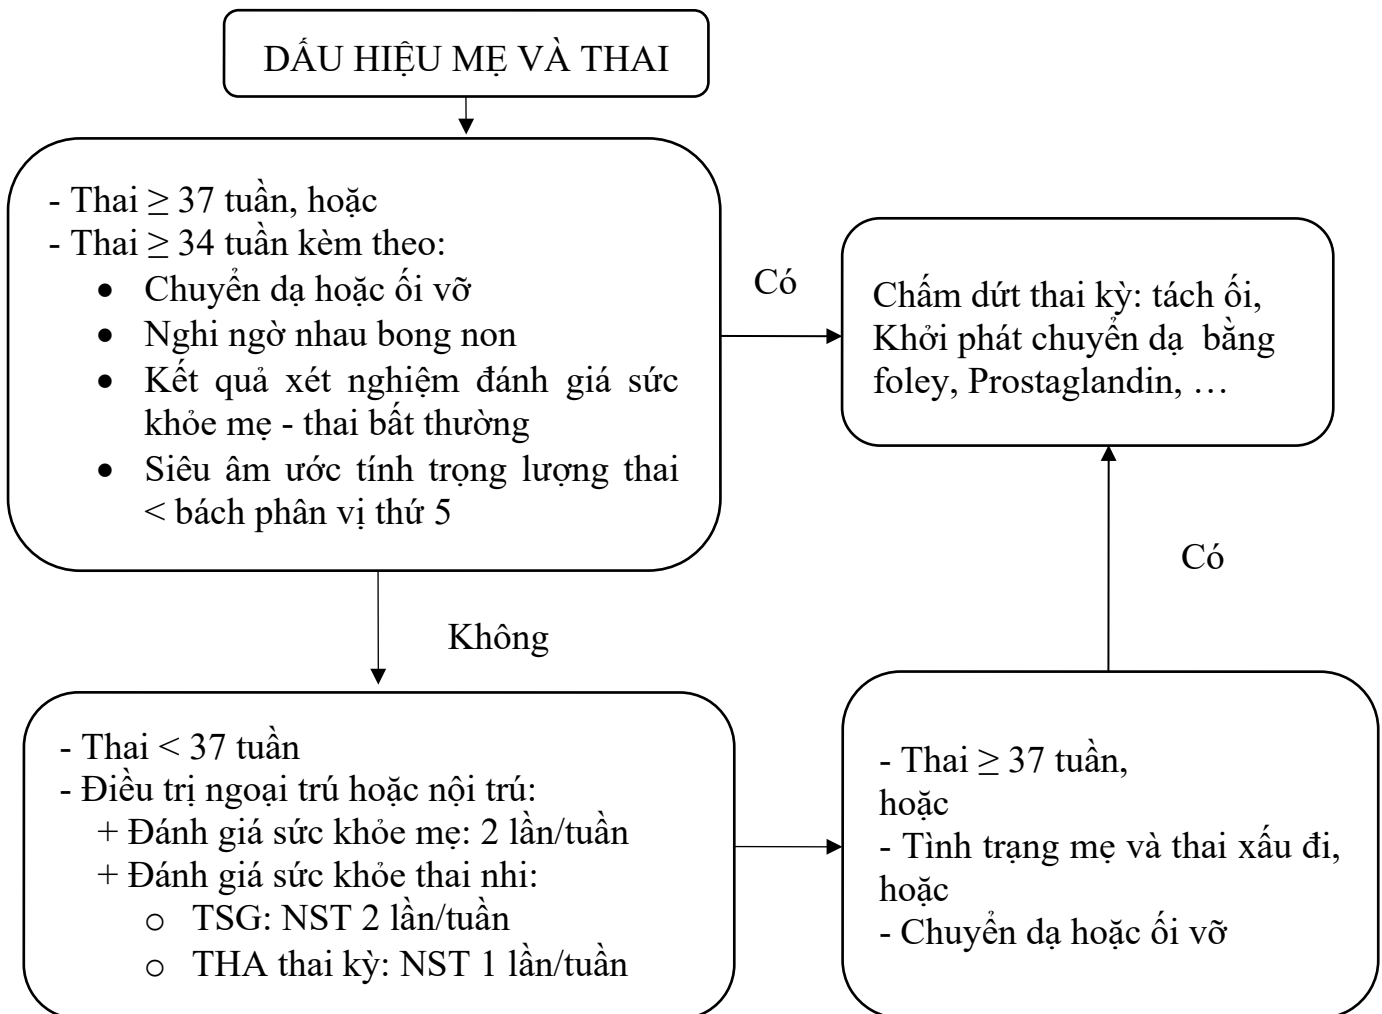 DẤU HIỆU MẸ VÀ THAI
- Thai ≥ 37 tuần, hoặc
- Thai ≥ 34 tuần kèm theo:
• Chuyển dạ hoặc ối vỡ
• Nghi ngờ nhau bong non
• Kết quả xét nghiệm đánh giá sức
khỏe mẹ - thai bất thường
• Siêu âm ước tính trọng lượng thai
< bách phân vị thứ 5
Có
Chấm dứt thai kỳ: tách ối,
Khởi phát chuyển dạ bằng
foley, Prostaglandin, …
Không
Có
- Thai < 37 tuần
- Điều trị ngoại trú hoặc nội trú:
+ Đánh giá sức khỏe mẹ: 2 lần/tuần
+ Đánh giá sức khỏe thai nhi:
o TSG: NST 2 lần/tuần
o THA thai kỳ: NST 1 lần/tuần
- Thai ≥ 37 tuần,
hoặc
- Tình trạng mẹ và thai xấu đi,
hoặc
- Chuyển dạ hoặc ối vỡ